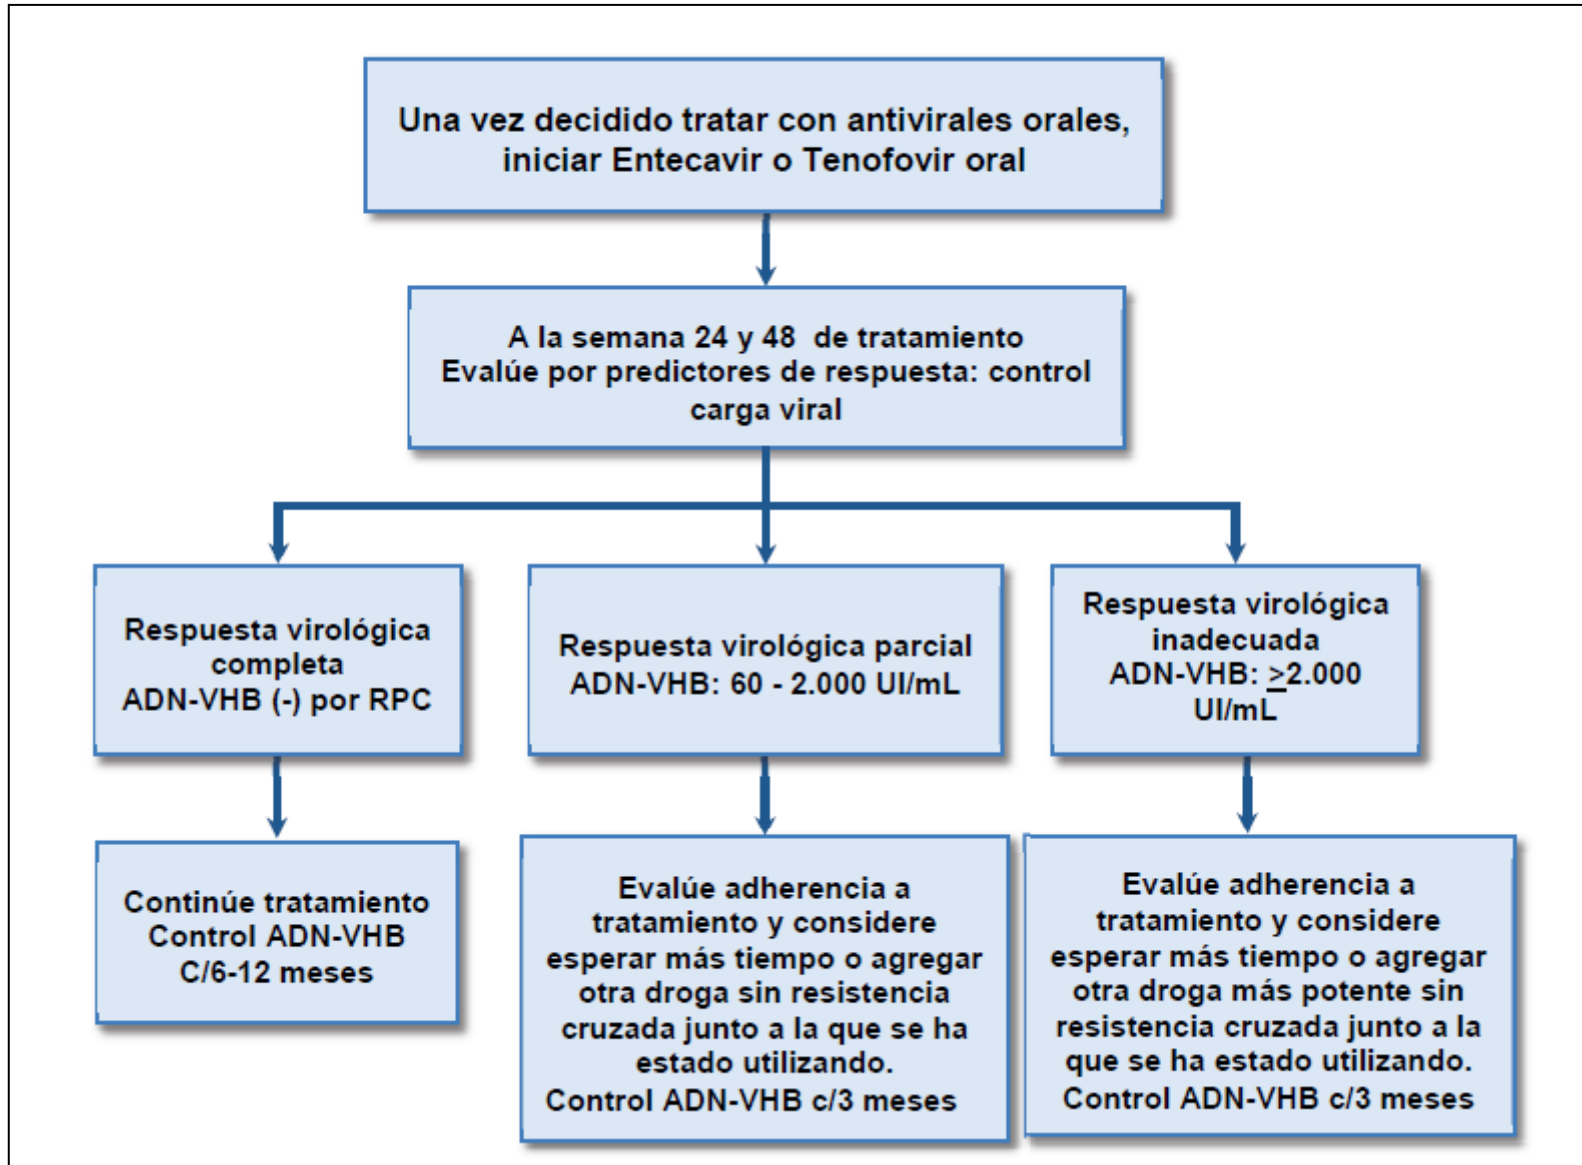 Una vez decidido tratar con antivirales orales,
iniciar Entecavir o Tenofovir oral
A la semana 24 y 48 de tratamiento
Evalúe por predictores de respuesta: control
carga viral
Respuesta virológica
completa
ADN-VHB (-) por RPC
Respuesta virológica parcial
ADN-VHB: 60 - 2.000 UI/mL
Respuesta virológica
inadecuada
ADN-VHB: ≥2.000
UI/mL
Continúe tratamiento
Control ADN-VHB
C/6-12 meses
Evalúe adherencia a
tratamiento y considere
esperar más tiempo o agregar
otra droga sin resistencia
cruzada junto a la que se ha
estado utilizando.
Control ADN-VHB c/3 meses
Evalúe adherencia a
tratamiento y considere
esperar más tiempo o agregar
otra droga más potente sin
resistencia cruzada junto a la
que se ha estado utilizando.
Control ADN-VHB c/3 meses